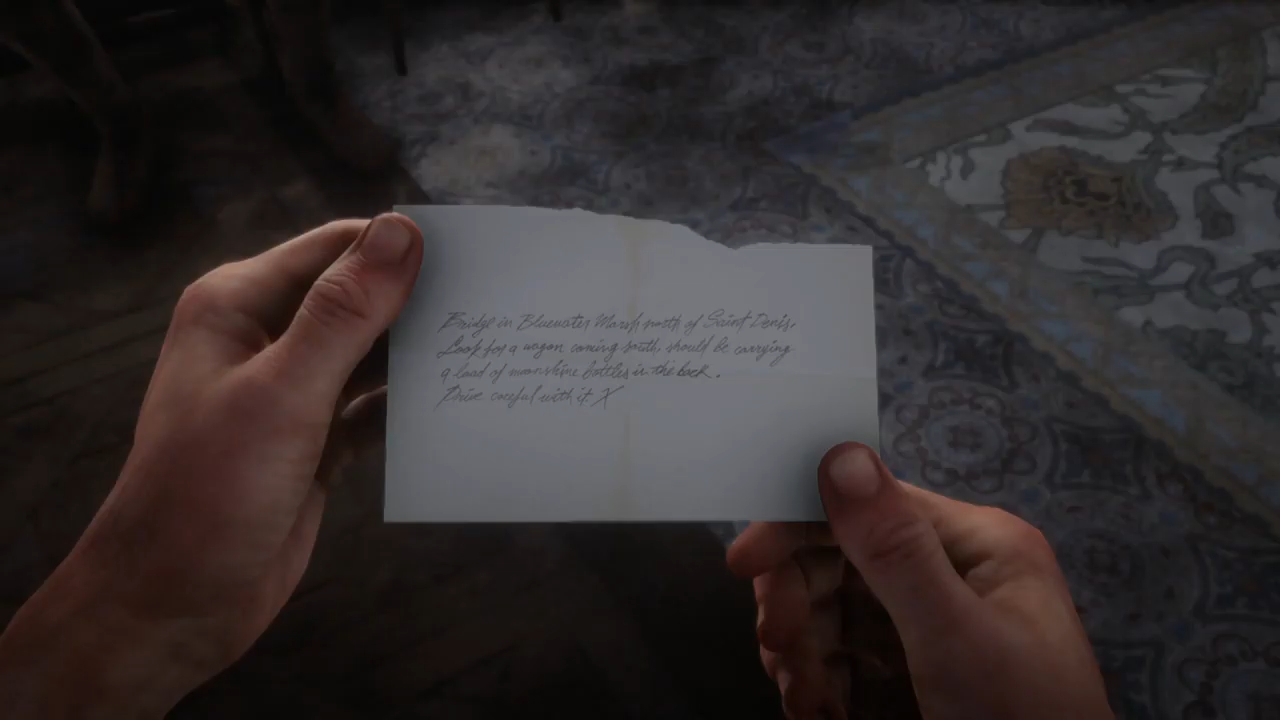 Bridge in Bluewater Marsh north of Saint Denis.
Look for a wagon coming south, should be carrying
a load of moonshine bottles in the back.
Drive careful with it X